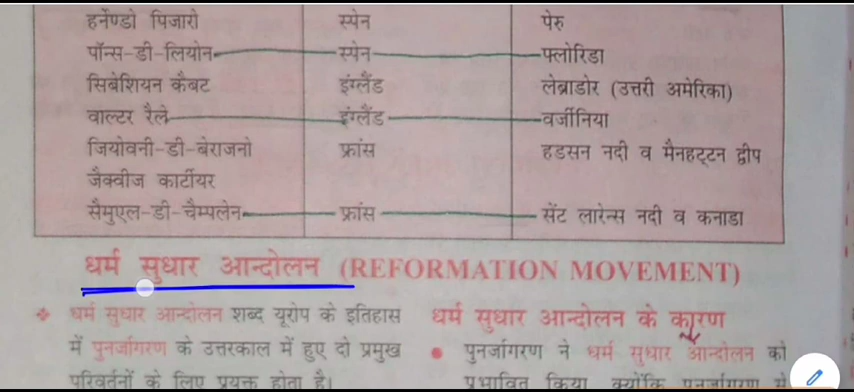 हर्नेण्डो पिजारो स्पेन पेरु
पॉन्स-डी-लियोन स्पेन फ्लोरिडा
सिबेशियन कैबट इंग्लैंड लेब्राडोर (उत्तरी अमेरिका)
वाल्टर रैले इंग्लैंड वर्जीनिया
जियोवनी-डी-बेराजनो फ्रांस हडसन नदी व मैनहट्टन द्वीप
जैक्वीज कार्टीयर
सैमुएल-डी-चैम्पलेन फ्रांस सेंट लारेन्स नदी व कनाडा
धर्म सुधार आन्दोलन (REFORMATION MOVEMENT)
धर्म सुधार आन्दोलन शब्द यूरोप के इतिहास
में पुनर्जागरण के उत्तरकाल में हुए दो प्रमुख
परिवर्तनों के लिए प्रयुक्त होता है।
धर्म सुधार आन्दोलन के कारण
पुनर्जागरण ने धर्म सुधार आन्दोलन को
प्रभावित किया क्योंकि पुनर्जागरण में